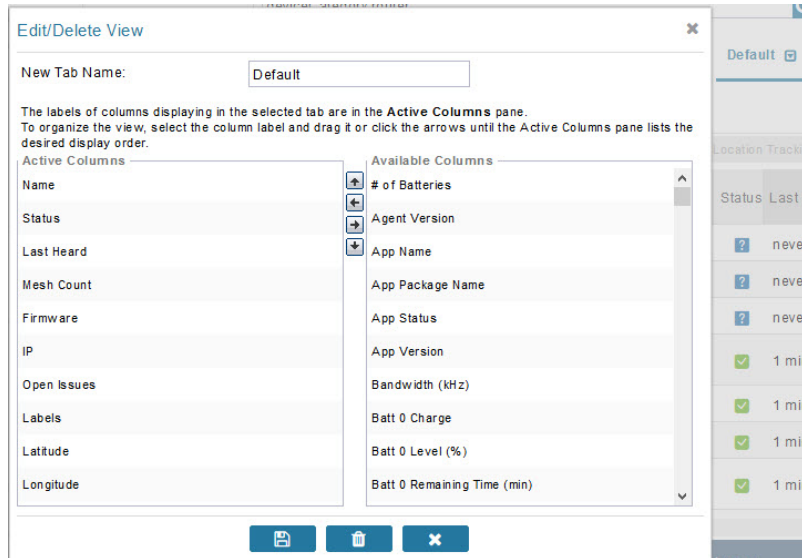 Edit/Delete View
New Tab Name:
Default
The labels of columns displaying in the selected tab are in the Active Columns pane.
To organize the view, select the column label and drag it or click the arrows until the Active Columns pane lists the
desired display order.
Active Columns
Name
Status
Last Heard
Mesh Count
Firmware
IP
Open Issues
Labels
Latitude
Longitude
Available Columns
# of Batteries
Agent Version
App Name
App Package Name
App Status
App Version
Bandwidth (kHz)
Batt 0 Charge
Batt 0 Level (%)
Batt 0 Remaining Time (min)
Default
Location Tracki
Status Last
? neve
? neve
? neve
1 mi
1 mi
1 mi
1 mi